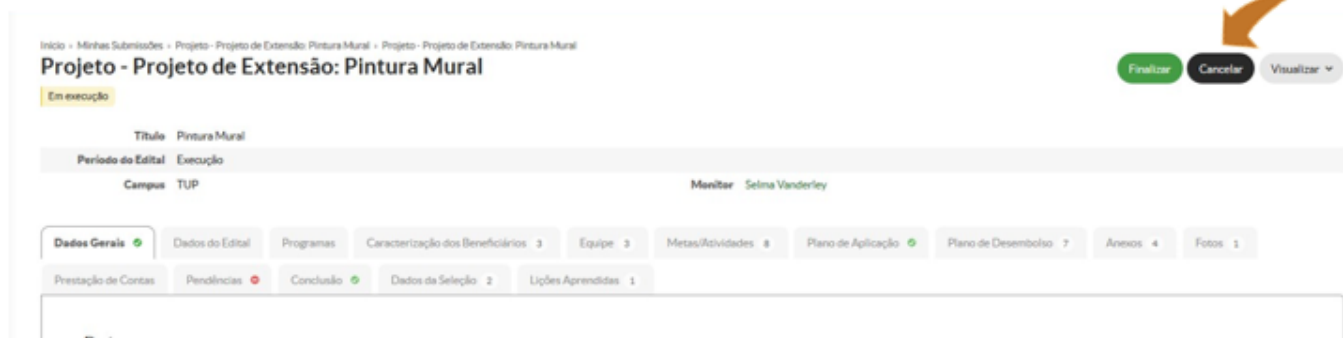 Início » Minhas Submissões » Projeto - Projeto de Extensão: Pintura Mural » Projeto - Projeto de Extensão: Pintura Mural
Projeto - Projeto de Extensão: Pintura Mural
Finalizar Cancelar Visualizar
Em execução
Título Pintura Mural
Período do Edital Execução
Campus TUP Monitor Selma Vanderley
Dados Gerais Dados do Edital Programas Caracterização dos Beneficiários 3 Equipe 3 Metas/Atividades 8 Plano de Aplicação Plano de Desembolso 7 Anexos 4 Fotos 1
Prestação de Contas Pendências Conclusão Dados da Seleção 2 Lições Aprendidas 1